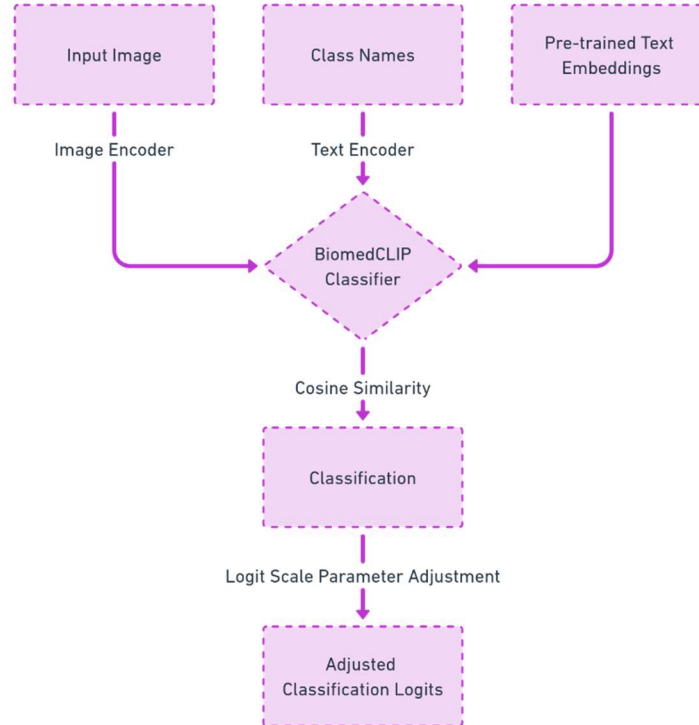 Input Image
Class Names
Pre-trained Text
Embeddings
Image Encoder
Text Encoder
BiomedCLIP
Classifier
Cosine Similarity
Classification
Logit Scale Parameter Adjustment
Adjusted
Classification Logits